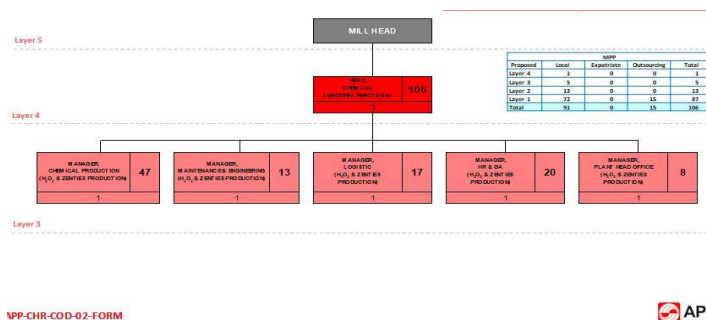 MILL HEAD
Layer 5
MPP
Proposed Local Expatriate Outsourcing Total
Layer 4 1 0 0 1
Layer 3 5 0 0 5
Layer 2 13 0 0 13
Layer 1 72 0 15 87
Total 91 0 15 106
HEAD,
CHEMICAL
106
1
Layer 4
MANAGER,
CHEMICAL PRODUCTION
(H₂O₂ & ZENTIES PRODUCTION)
47
1
MANAGER,
MAINTENANCE & ENGINEERING
(H₂O₂ & ZENTIES PRODUCTION)
13
1
MANAGER,
LOGISTIC
(H₂O₂ & ZENTIES
PRODUCTION)
17
1
MANAGER,
HR & GA
(H₂O₂ & ZENTIES
PRODUCTION)
20
1
MANAGER,
PLANT HEAD OFFICE
(H₂O₂ & ZENTIES
PRODUCTION)
8
1
Layer 3
APP-CHR-COD-02-FORM
AP